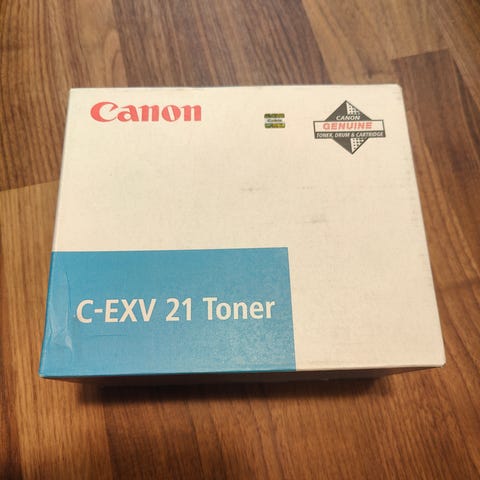 Canon
CANON
GENUINE
TONER, DRUM & CARTRIDGE
C-EXV 21 Toner